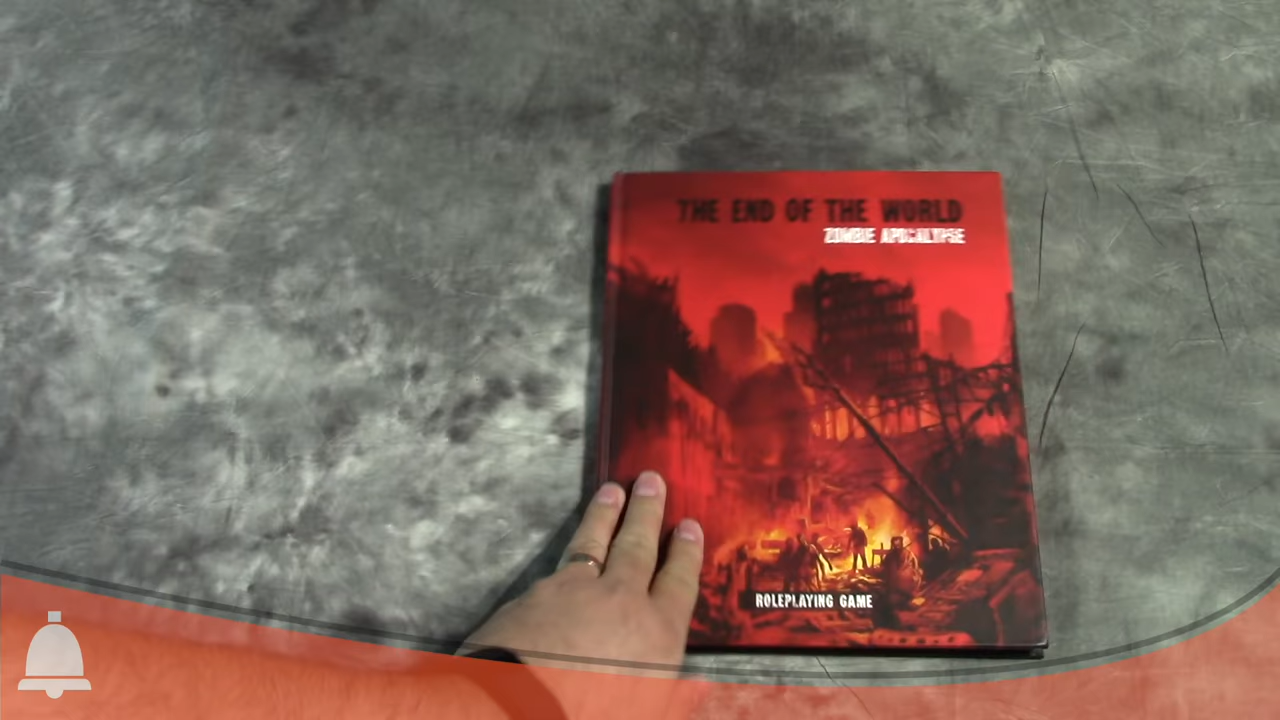 THE END OF THE WORLD
ZOMBIE APOCALYPSE
ROLEPLAYING GAME